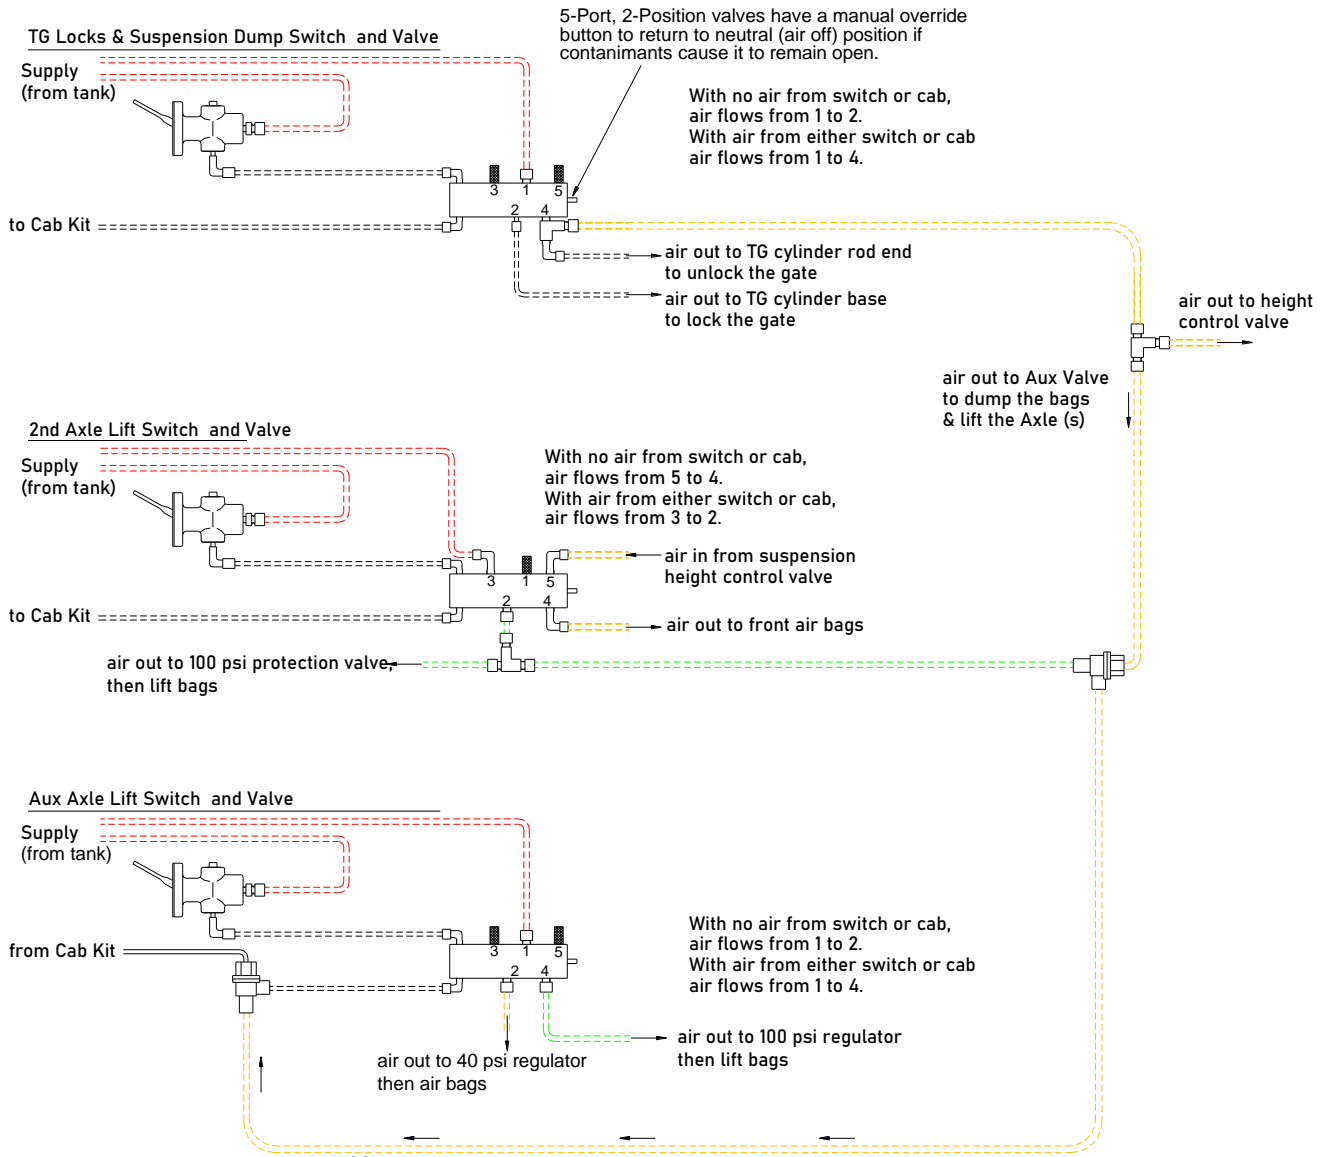 5-Port, 2-Position valves have a manual override
button to return to neutral (air off) position if
contanimants cause it to remain open.
TG Locks & Suspension Dump Switch and Valve
Supply
(from tank)
With no air from switch or cab,
air flows from 1 to 2.
With air from either switch or cab
air flows from 1 to 4.
3 1 5
2 4
to Cab Kit
air out to TG cylinder rod end
to unlock the gate
air out to TG cylinder base
to lock the gate
air out to height
control valve
air out to Aux Valve
to dump the bags
& lift the Axle (s)
2nd Axle Lift Switch and Valve
Supply
(from tank)
With no air from switch or cab,
air flows from 5 to 4.
With air from either switch or cab,
air flows from 3 to 2.
air in from suspension
height control valve
3 1 5
2 4
to Cab Kit
air out to front air bags
air out to 100 psi protection valve,
then lift bags
Aux Axle Lift Switch and Valve
Supply
(from tank)
With no air from switch or cab,
air flows from 1 to 2.
With air from either switch or cab
air flows from 1 to 4.
from Cab Kit
3 1 5
2 4
air out to 100 psi regulator
then lift bags
air out to 40 psi regulator
then air bags